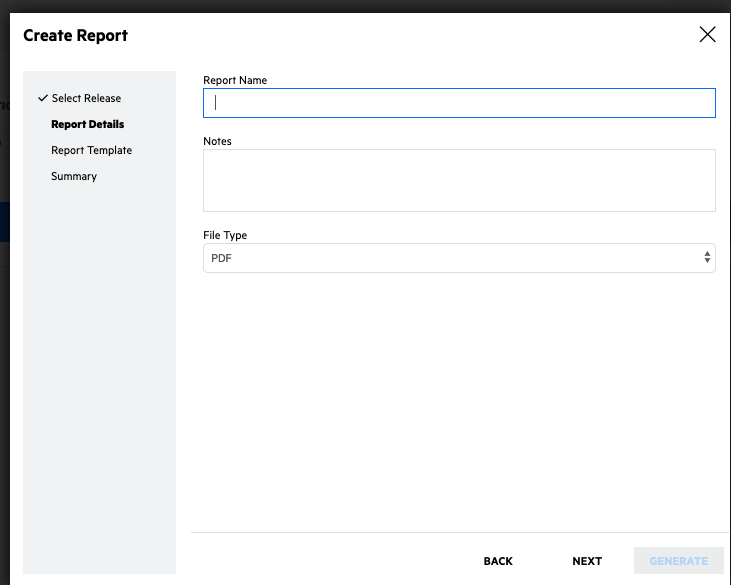 Create Report
Select Release
Report Details
Report Template
Summary
Report Name
Notes
File Type
PDF
BACK
NEXT
GENERATE